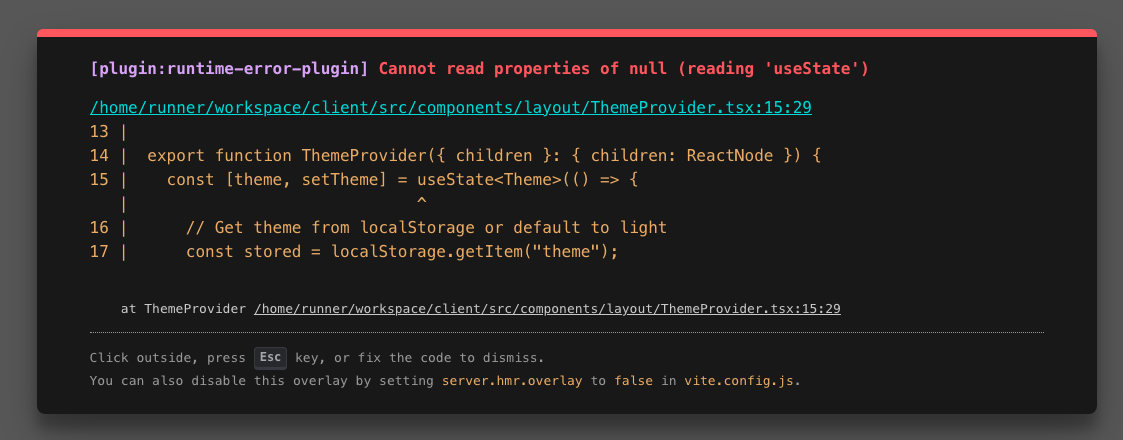 [plugin:runtime-error-plugin] Cannot read properties of null (reading 'useState')
/home/runner/workspace/client/src/components/layout/ThemeProvider.tsx:15:29
13 |
14 |  export function ThemeProvider({ children }: { children: ReactNode }) {
15 |    const [theme, setTheme] = useState<Theme>(() => {
   |                              ^
16 |      // Get theme from localStorage or default to light
17 |      const stored = localStorage.getItem("theme");
at ThemeProvider /home/runner/workspace/client/src/components/layout/ThemeProvider.tsx:15:29
Click outside, press Esc key, or fix the code to dismiss.
You can also disable this overlay by setting server.hmr.overlay to false in vite.config.js.